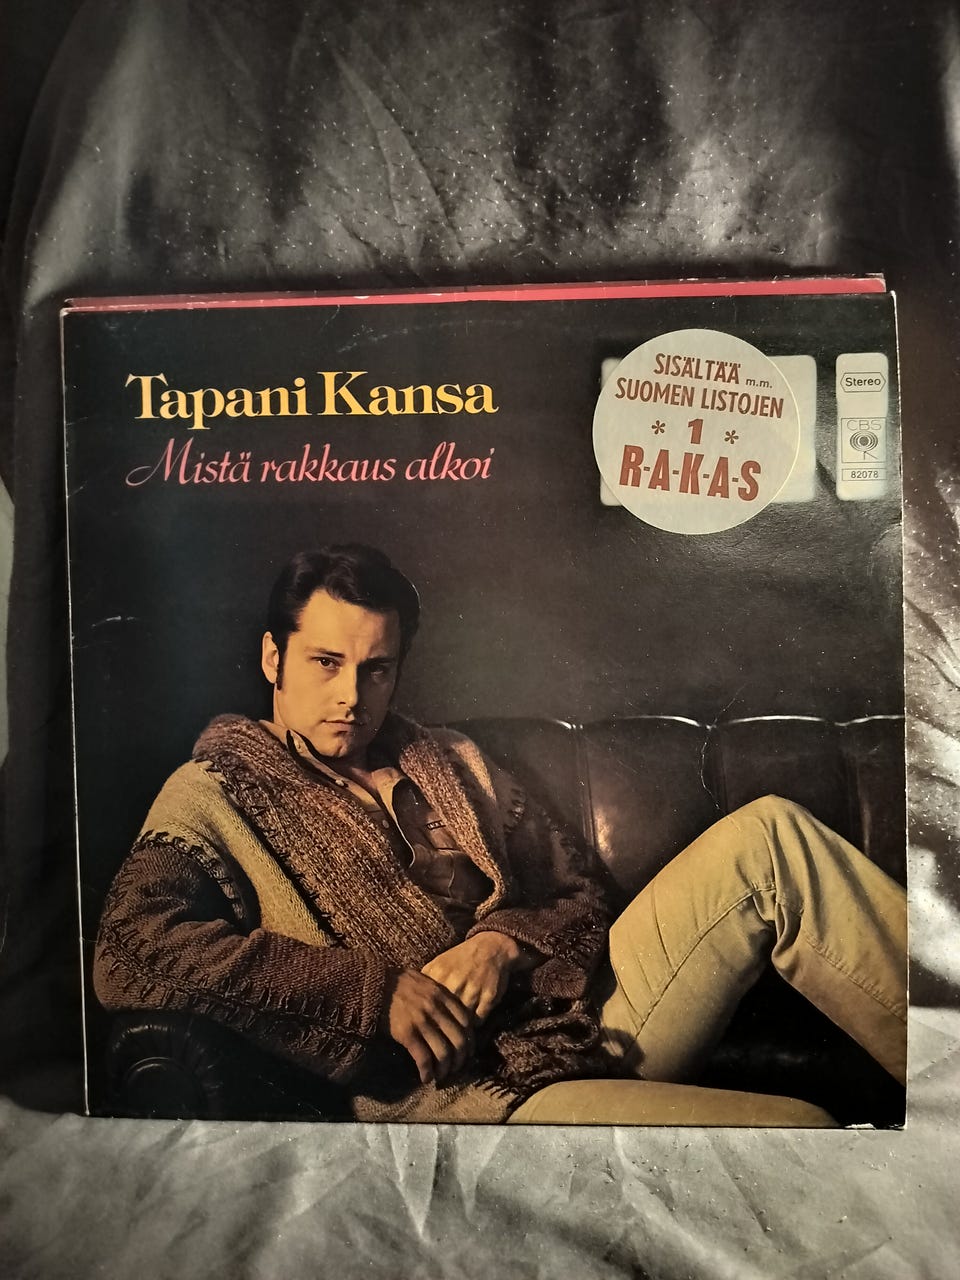 Tapani Kansa
Mistä rakkaus alkoi
SISÄLTÄÄ m.m.
SUOMEN LISTOJEN
* 1 *
R-A-K-A-S
Stereo
CBS
82078